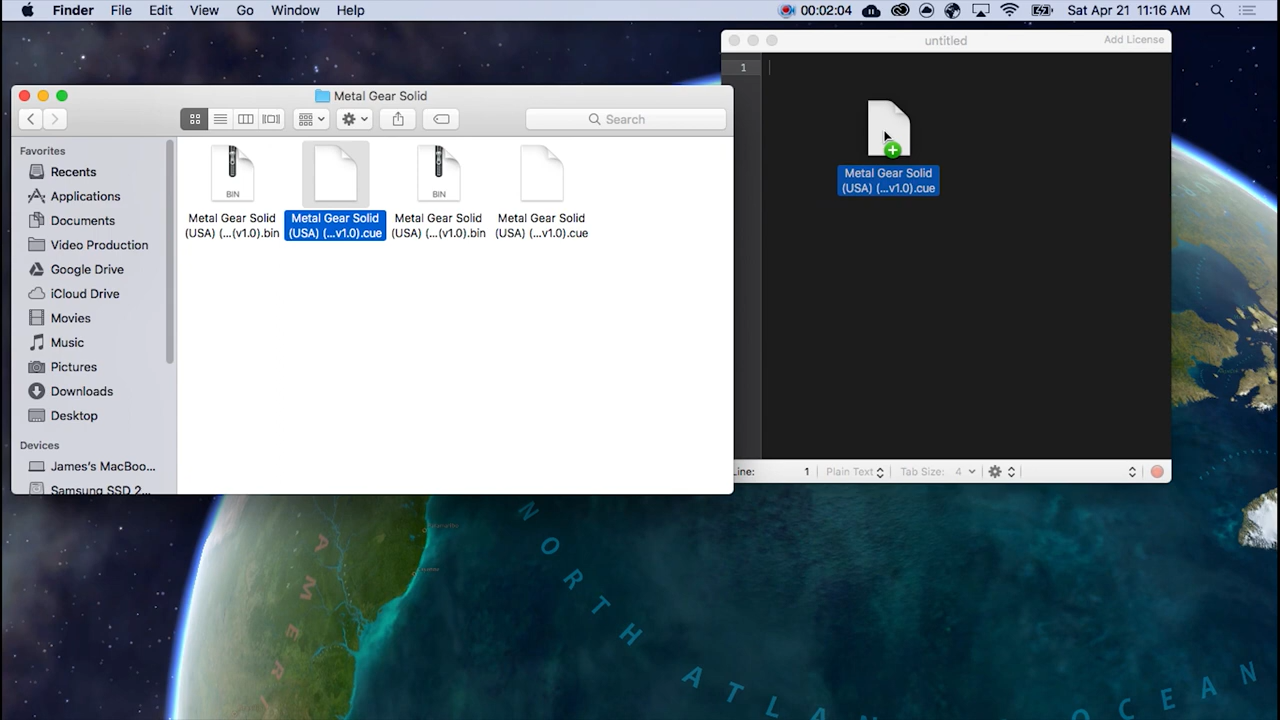 Finder File Edit View Go Window Help 00:02:04 Sat Apr 21 11:16 AM
untitled Add License
1
Metal Gear Solid
(USA) (...v1.0).cue
Metal Gear Solid
Search
Favorites
Recents
Applications
Documents
Video Production
Google Drive
iCloud Drive
Movies
Music
Pictures
Downloads
Desktop
Devices
James's MacBoo...
Samsung SSD 2...
BIN
Metal Gear Solid
(USA) (...(v1.0).bin
Metal Gear Solid
(USA) (...v1.0).cue
BIN
Metal Gear Solid
(USA) (...(v1.0).bin
Metal Gear Solid
(USA) (...v1.0).cue
Line: 1 Plain Text Tab Size: 4
AMER
NORTH ATLA
OCEAN